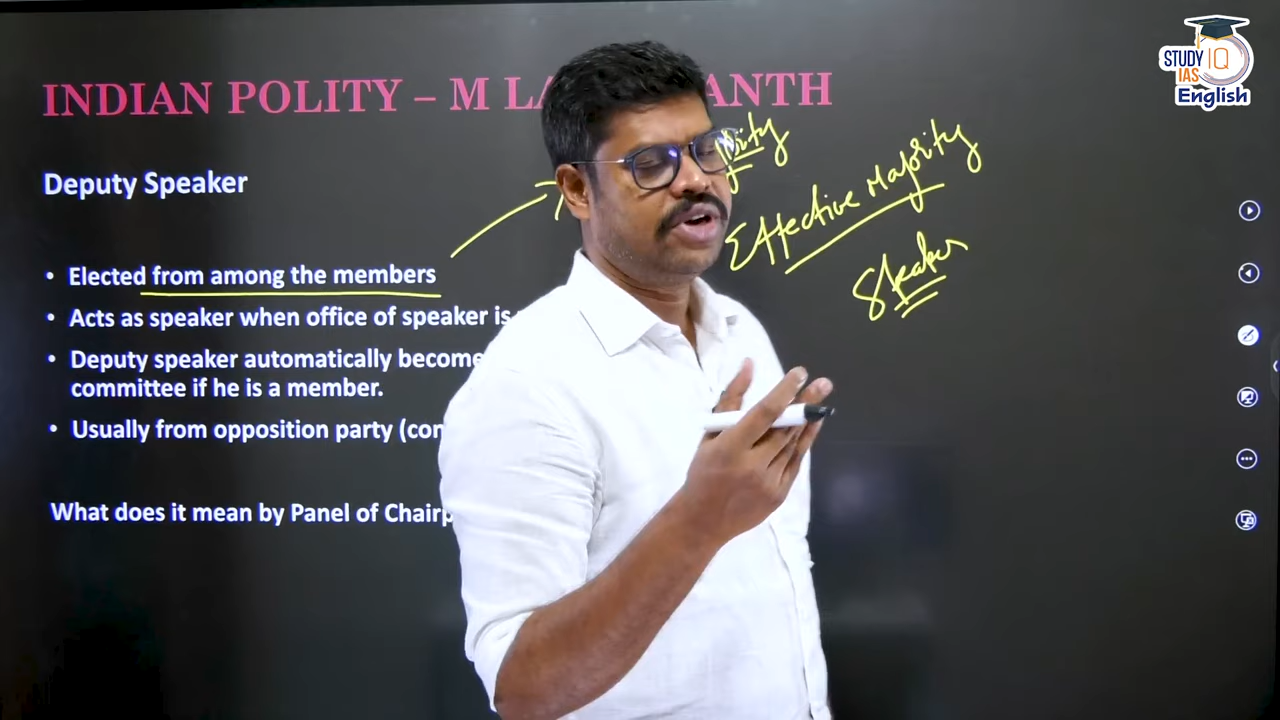 STUDY IQ
IAS
English
INDIAN POLITY – M LA ANTH
Deputy Speaker
Effective Majority
Speaker
• Elected from among the members
• Acts as speaker when office of speaker is
• Deputy speaker automatically become
committee if he is a member.
• Usually from opposition party (con
What does it mean by Panel of Chairp